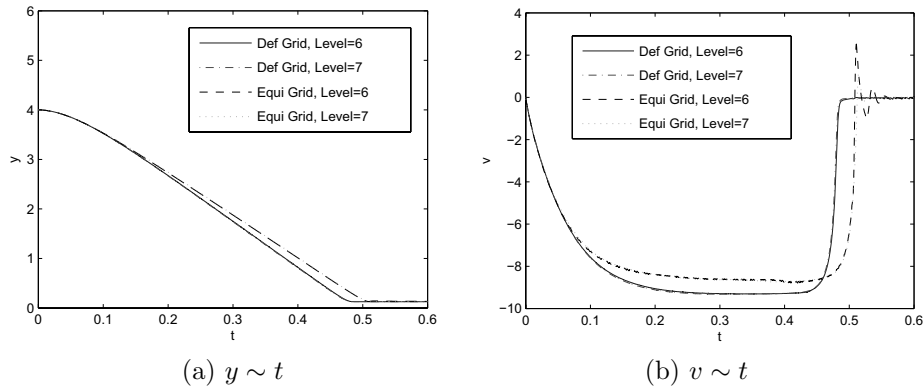 6
5
4
3
2
1
0
y
0
0.1
0.2
0.3
0.4
0.5
0.6
t
Def Grid, Level=6
Def Grid, Level=7
Equi Grid, Level=6
Equi Grid, Level=7
(a) y ∼ t
4
2
0
−2
−4
−6
−8
−10
v
0
0.1
0.2
0.3
0.4
0.5
0.6
t
Def Grid, Level=6
Def Grid, Level=7
Equi Grid, Level=6
Equi Grid, Level=7
(b) v ∼ t